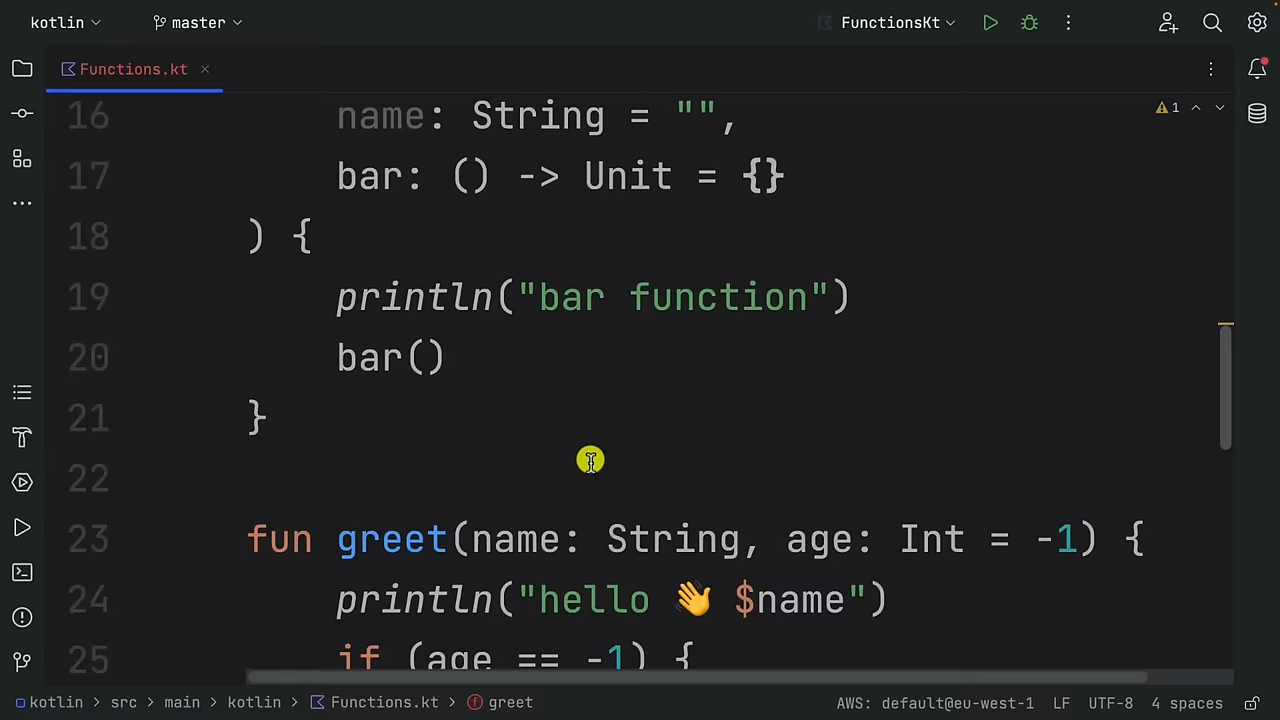 kotlin
master
FunctionsKt
Functions.kt
1
16 name: String = "",
17 bar: () -> Unit = {}
18 ) {
19 println("bar function")
20 bar()
21 }
22
23 fun greet(name: String, age: Int = -1) {
24 println("hello 👋 $name")
25 if (age == -1) {
kotlin > src > main > kotlin > Functions.kt > greet
AWS: default@eu-west-1 LF UTF-8 4 spaces